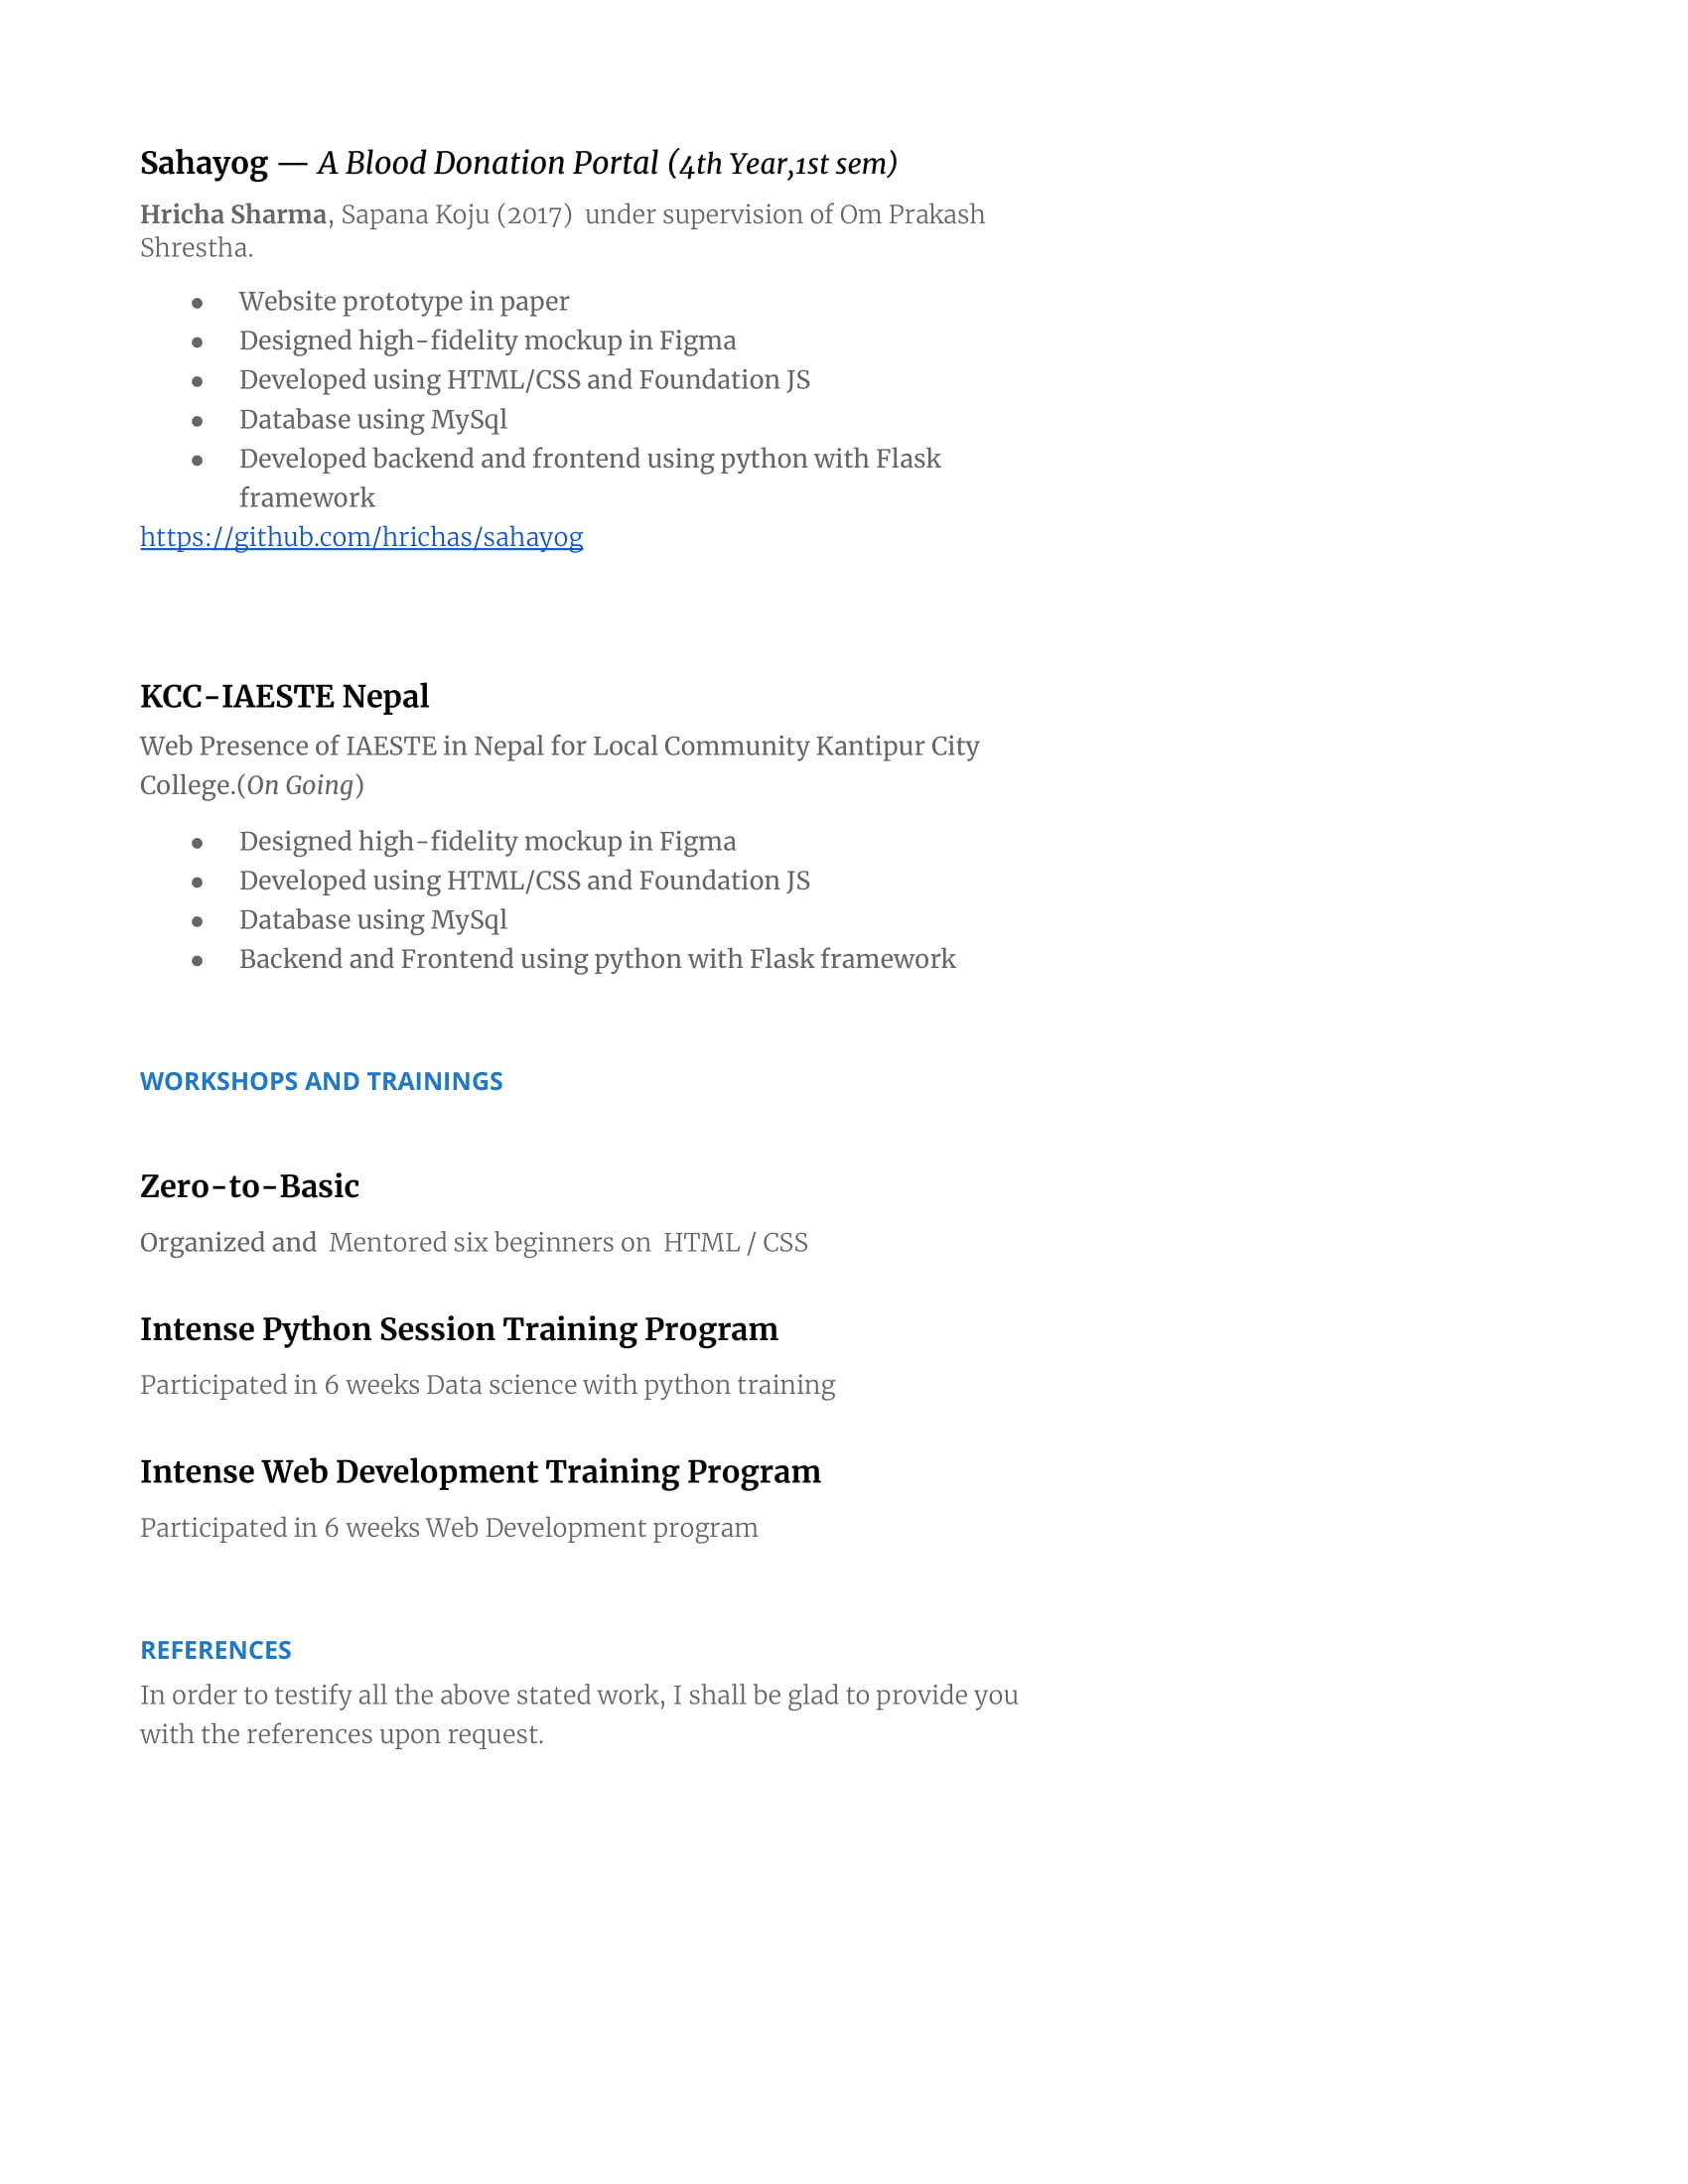 Sahayog — A Blood Donation Portal (4th Year,1st sem)
Hricha Sharma, Sapana Koju (2017)  under supervision of Om Prakash
Shrestha.
● Website prototype in paper
● Designed high-fidelity mockup in Figma
● Developed using HTML/CSS and Foundation JS
● Database using MySql
● Developed backend and frontend using python with Flask
framework
https://github.com/hrichas/sahayog
KCC-IAESTE Nepal
Web Presence of IAESTE in Nepal for Local Community Kantipur City
College.(On Going)
● Designed high-fidelity mockup in Figma
● Developed using HTML/CSS and Foundation JS
● Database using MySql
● Backend and Frontend using python with Flask framework
WORKSHOPS AND TRAININGS
Zero-to-Basic
Organized and  Mentored six beginners on  HTML / CSS
Intense Python Session Training Program
Participated in 6 weeks Data science with python training
Intense Web Development Training Program
Participated in 6 weeks Web Development program
REFERENCES
In order to testify all the above stated work, I shall be glad to provide you
with the references upon request.